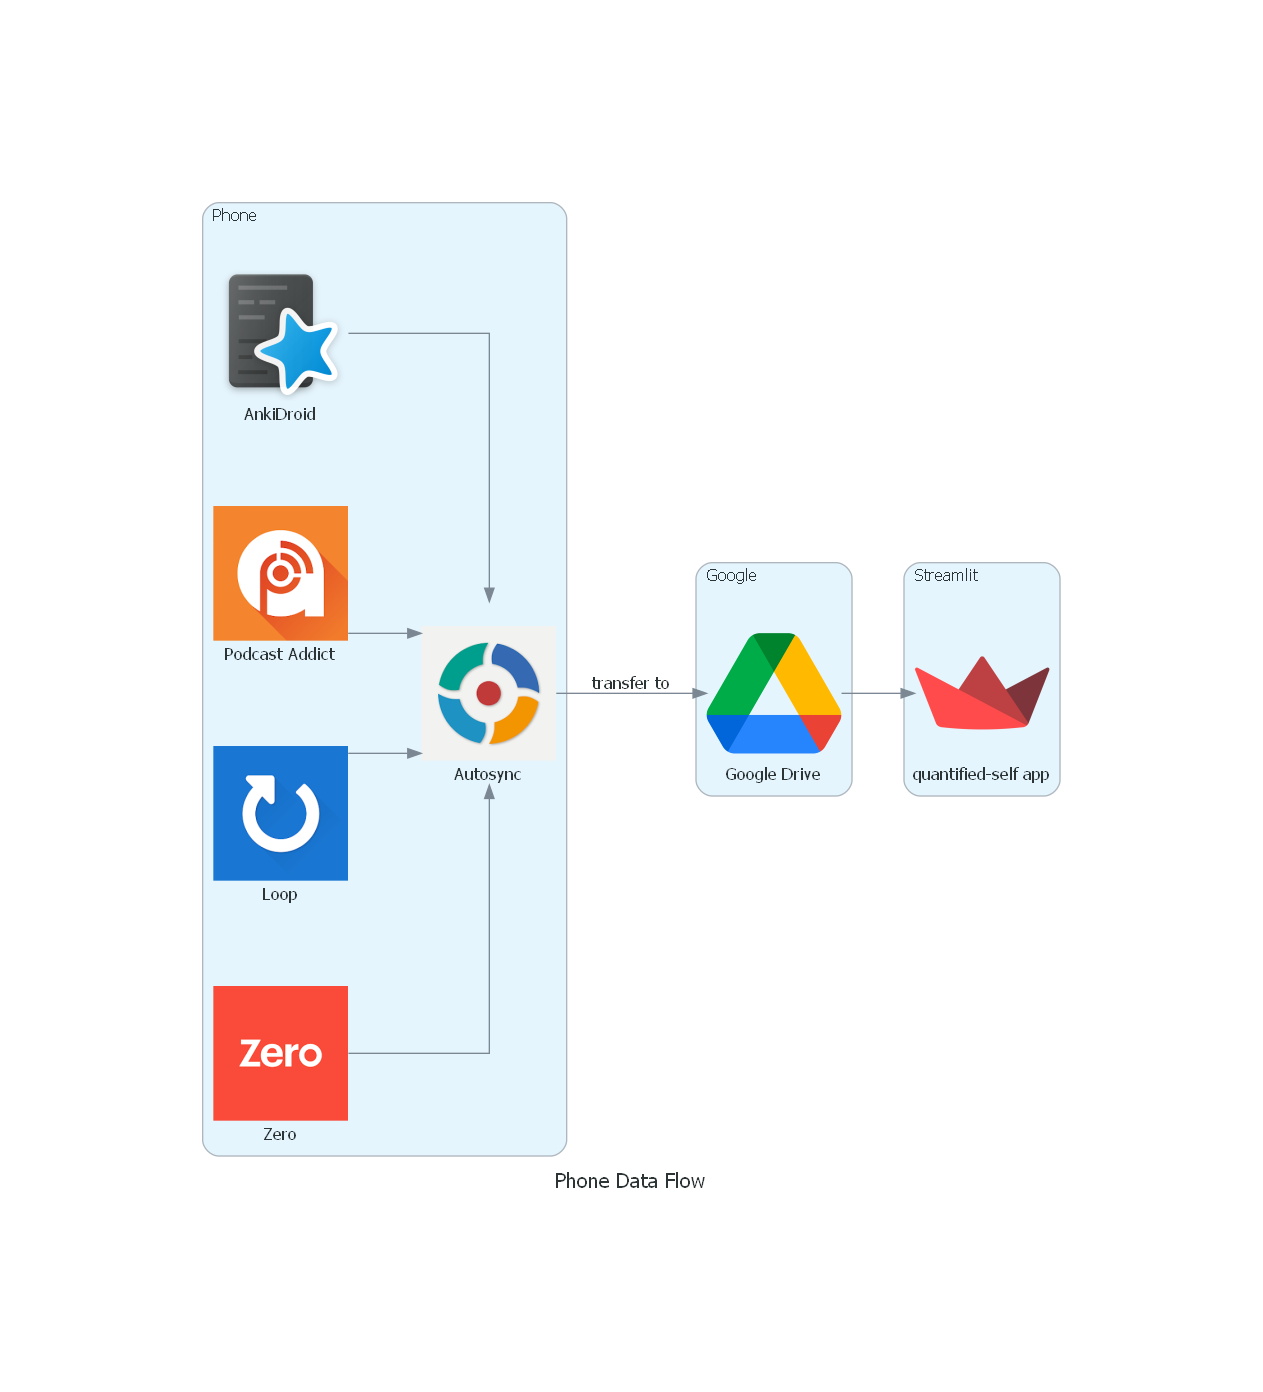 Phone
AnkiDroid
Podcast Addict
Loop
Zero
Zero
Autosync
transfer to
Google
Google Drive
Streamlit
quantified-self app
Phone Data Flow